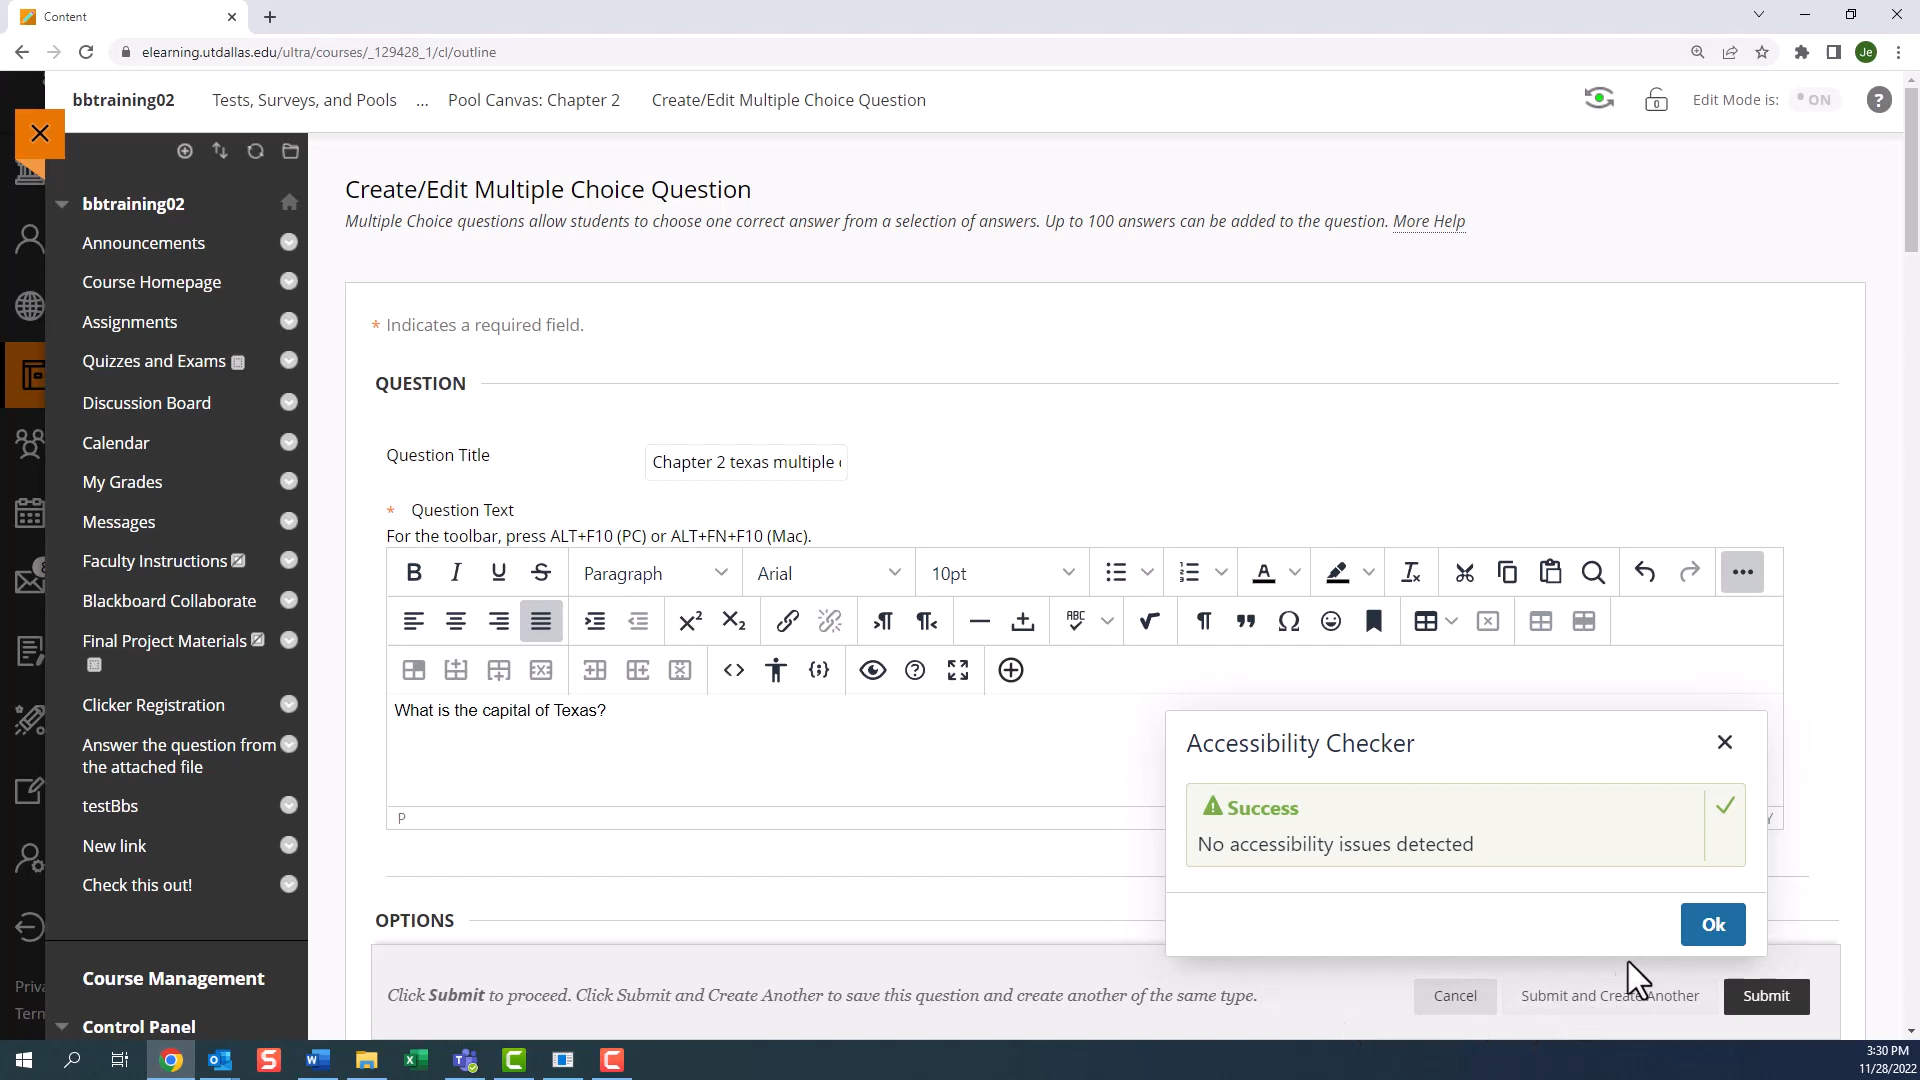 Content
elearning.utdallas.edu/ultra/courses/_129428_1/cl/outline
Je
bbtraining02
Tests, Surveys, and Pools ... Pool Canvas: Chapter 2 Create/Edit Multiple Choice Question
Edit Mode is: ON
?
bbtraining02
Announcements
Course Homepage
Assignments
Quizzes and Exams
Discussion Board
Calendar
My Grades
Messages
Faculty Instructions
Blackboard Collaborate
Final Project Materials
Clicker Registration
Answer the question from
the attached file
testBbs
New link
Check this out!
Course Management
Control Panel
Priva
Term
Create/Edit Multiple Choice Question
Multiple Choice questions allow students to choose one correct answer from a selection of answers. Up to 100 answers can be added to the question. More Help
* Indicates a required field.
QUESTION
Question Title
Chapter 2 texas multiple
* Question Text
For the toolbar, press ALT+F10 (PC) or ALT+FN+F10 (Mac).
B I U S Paragraph Arial 10pt
What is the capital of Texas?
P
Accessibility Checker
Success
No accessibility issues detected
Ok
OPTIONS
Click Submit to proceed. Click Submit and Create Another to save this question and create another of the same type.
Cancel
Submit and Create Another
Submit
3:30 PM
11/28/2022